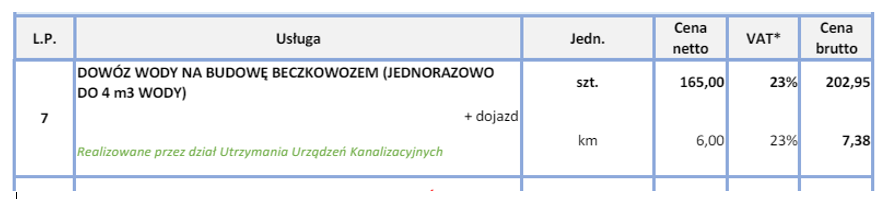 L.P. Usługa Jedn. Cena netto VAT* Cena brutto
7 DOWÓZ WODY NA BUDOWĘ BECZKOWOZEM (JEDNORAZOWO szt. 165,00 23% 202,95
DO 4 m3 WODY)
+ dojazd km 6,00 23% 7,38
Realizowane przez dział Utrzymania Urządzeń Kanalizacyjnych